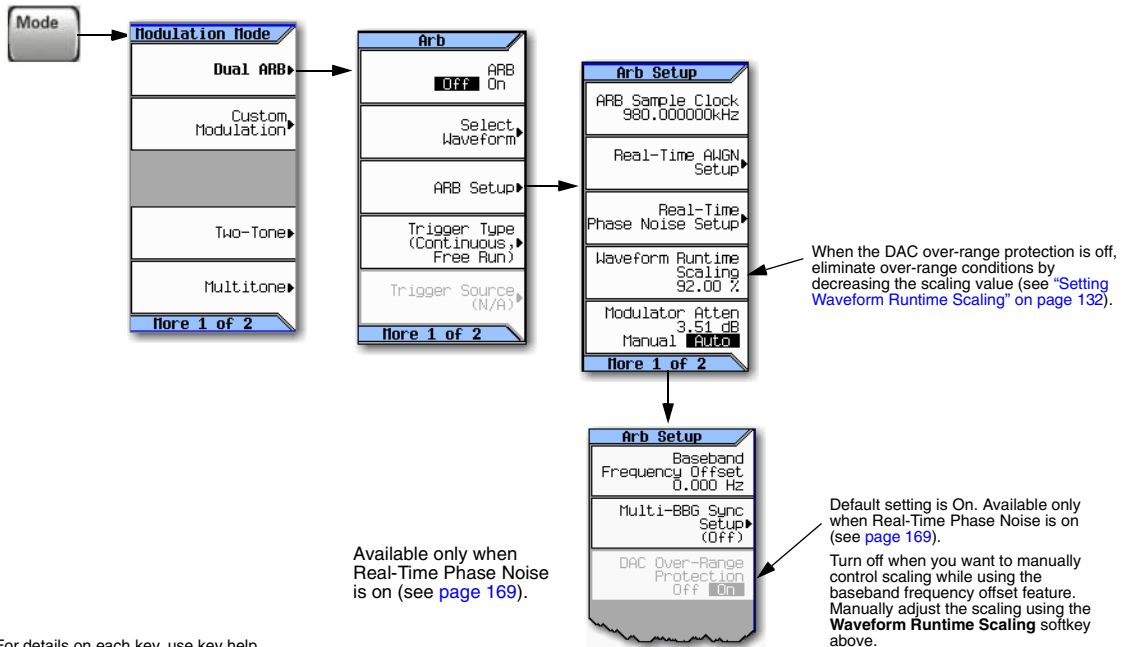 Mode
Modulation Mode
Dual ARB
Custom
Modulation
Two-Tone
Multitone
More 1 of 2
Arb
ARB
Off On
Select
Waveform
ARB Setup
Trigger Type
(Continuous,
Free Run)
Trigger Source
(N/A)
More 1 of 2
Arb Setup
ARB Sample Clock
980.000000kHz
Real-Time AWGN
Setup
Real-Time
Phase Noise Setup
Waveform Runtime
Scaling
92.00 %
Modulator Atten
3.51 dB
Manual Auto
More 1 of 2
When the DAC over-range protection is off,
eliminate over-range conditions by
decreasing the scaling value (see “Setting
Waveform Runtime Scaling” on page 132).
Arb Setup
Baseband
Frequency Offset
0.000 Hz
Multi-BBG Sync
Setup
(Off)
DAC Over-Range
Protection
Off On
Available only when
Real-Time Phase Noise
is on (see page 169).
Default setting is On. Available only
when Real-Time Phase Noise is on
(see page 169).
Turn off when you want to manually
control scaling while using the
baseband frequency offset feature.
Manually adjust the scaling using the
Waveform Runtime Scaling softkey
above.
For details on each key, use key help